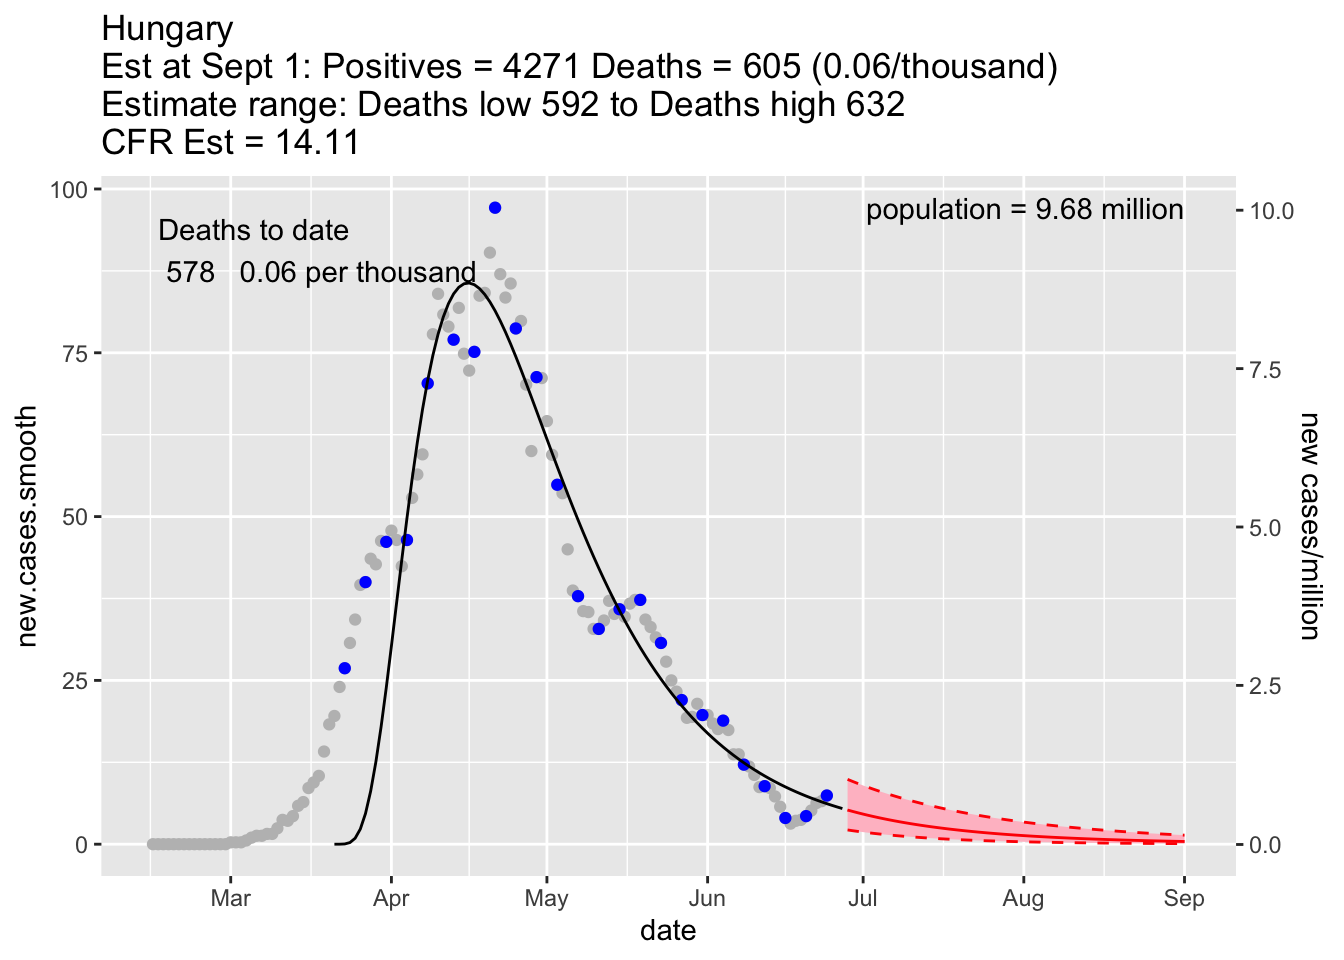 Hungary
Est at Sept 1: Positives = 4271 Deaths = 605 (0.06/thousand)
Estimate range: Deaths low 592 to Deaths high 632
CFR Est = 14.11
100
75
50
25
0
new.cases.smooth
Deaths to date
578 0.06 per thousand
population = 9.68 million
10.0
7.5
5.0
2.5
0.0
new cases/million
Mar Apr May Jun Jul Aug Sep
date